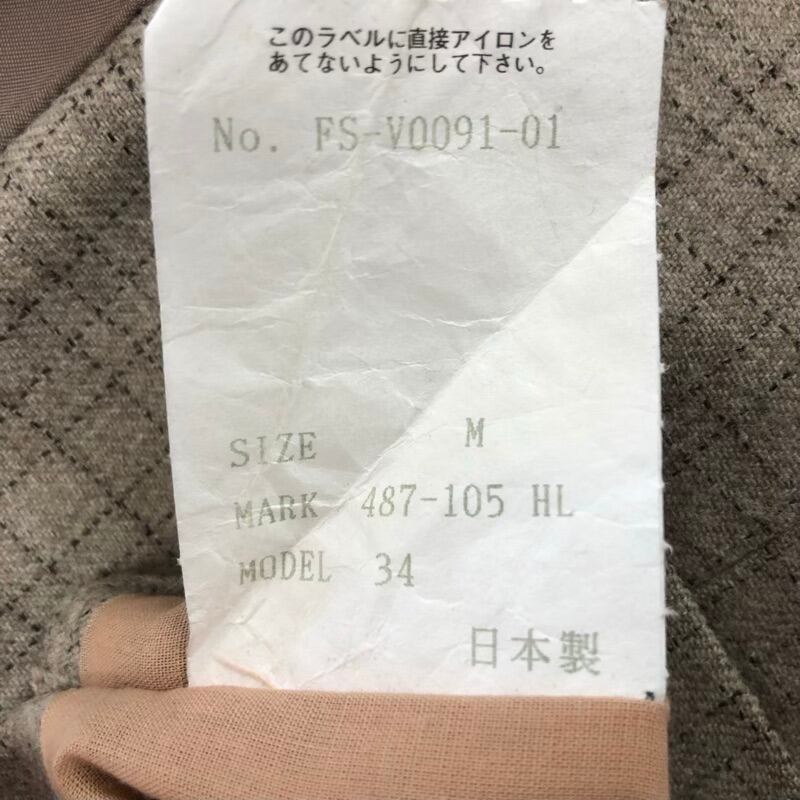 このラベルに直接アイロンを
あてないようにして下さい。
No. FS-V0091-01
SIZE M
MARK 487-105 HL
MODEL 34
日本製